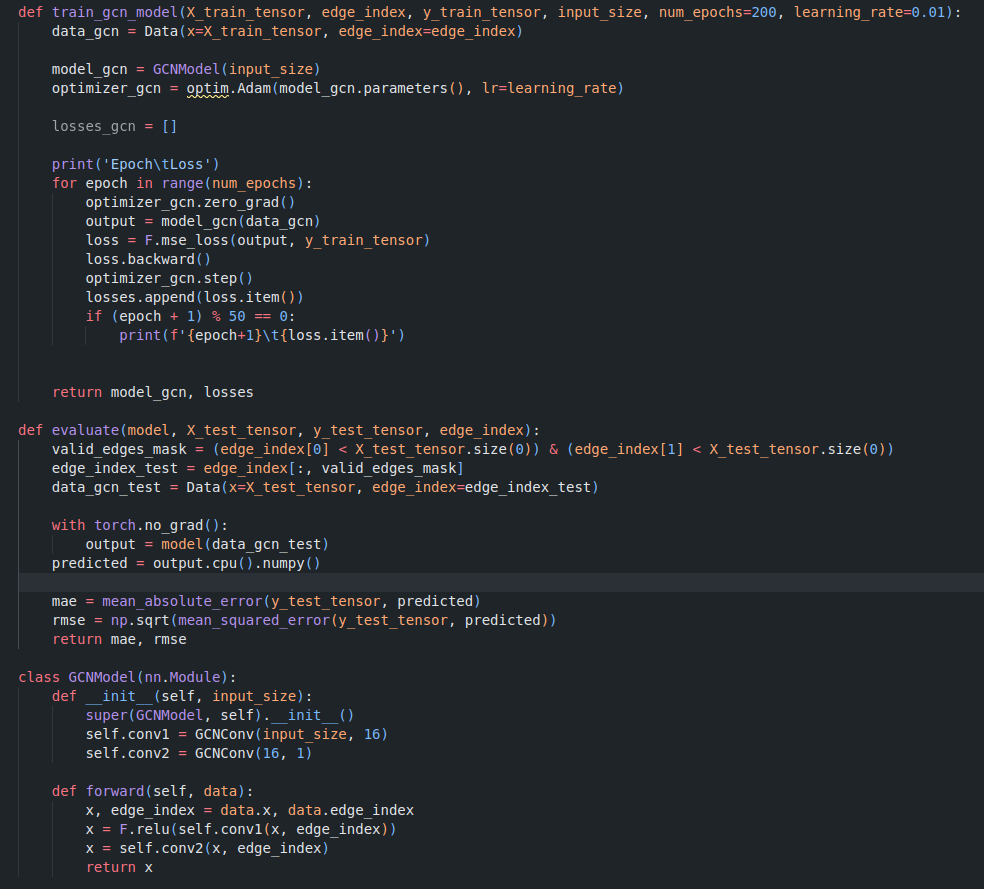 def train_gcn_model(X_train_tensor, edge_index, y_train_tensor, input_size, num_epochs=200, learning_rate=0.01):
    data_gcn = Data(x=X_train_tensor, edge_index=edge_index)

    model_gcn = GCNModel(input_size)
    optimizer_gcn = optim.Adam(model_gcn.parameters(), lr=learning_rate)

    losses_gcn = []

    print('Epoch\tLoss')
    for epoch in range(num_epochs):
        optimizer_gcn.zero_grad()
        output = model_gcn(data_gcn)
        loss = F.mse_loss(output, y_train_tensor)
        loss.backward()
        optimizer_gcn.step()
        losses.append(loss.item())
        if (epoch + 1) % 50 == 0:
            print(f'{epoch+1}\t{loss.item()}')


    return model_gcn, losses

def evaluate(model, X_test_tensor, y_test_tensor, edge_index):
    valid_edges_mask = (edge_index[0] < X_test_tensor.size(0)) & (edge_index[1] < X_test_tensor.size(0))
    edge_index_test = edge_index[:, valid_edges_mask]
    data_gcn_test = Data(x=X_test_tensor, edge_index=edge_index_test)

    with torch.no_grad():
        output = model(data_gcn_test)
    predicted = output.cpu().numpy()

    mae = mean_absolute_error(y_test_tensor, predicted)
    rmse = np.sqrt(mean_squared_error(y_test_tensor, predicted))
    return mae, rmse

class GCNModel(nn.Module):
    def __init__(self, input_size):
        super(GCNModel, self).__init__()
        self.conv1 = GCNConv(input_size, 16)
        self.conv2 = GCNConv(16, 1)

    def forward(self, data):
        x, edge_index = data.x, data.edge_index
        x = F.relu(self.conv1(x, edge_index))
        x = self.conv2(x, edge_index)
        return x